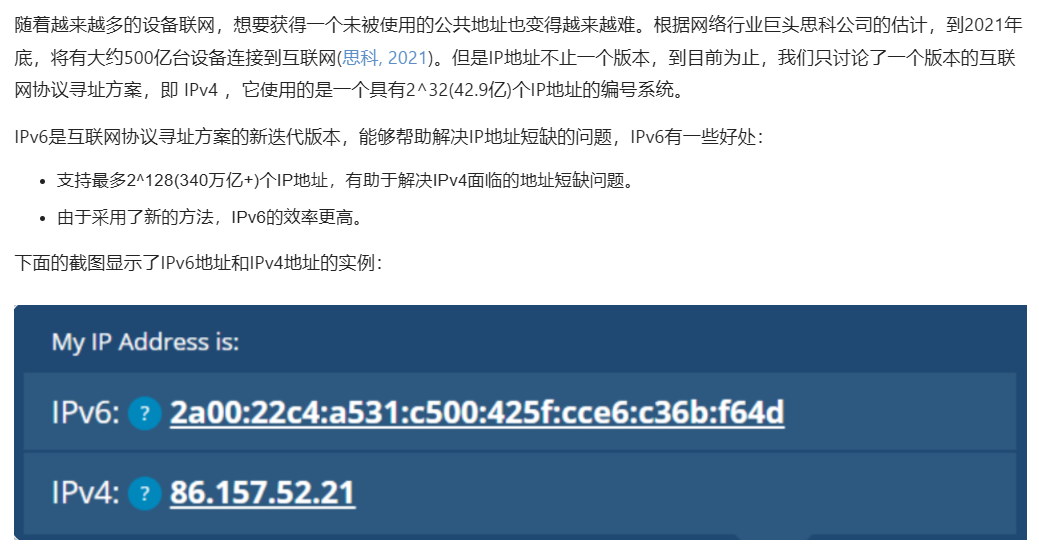 随着越来越多的设备联网，想要获得一个未被使用的公共地址也变得越来越难。根据网络行业巨头思科公司的估计，到2021年
底，将有大约500亿台设备连接到互联网(思科, 2021)。但是IP地址不止一个版本，到目前为止，我们只讨论了一个版本的互联
网协议寻址方案，即 IPv4 ，它使用的是一个具有2^32(42.9亿)个IP地址的编号系统。
IPv6是互联网协议寻址方案的新迭代版本，能够帮助解决IP地址短缺的问题，IPv6有一些好处：
• 支持最多2^128(340万亿+)个IP地址，有助于解决IPv4面临的地址短缺问题。
• 由于采用了新的方法，IPv6的效率更高。
下面的截图显示了IPv6地址和IPv4地址的实例：
My IP Address is:
IPv6: ? 2a00:22c4:a531:c500:425f:cce6:c36b:f64d
IPv4: ? 86.157.52.21